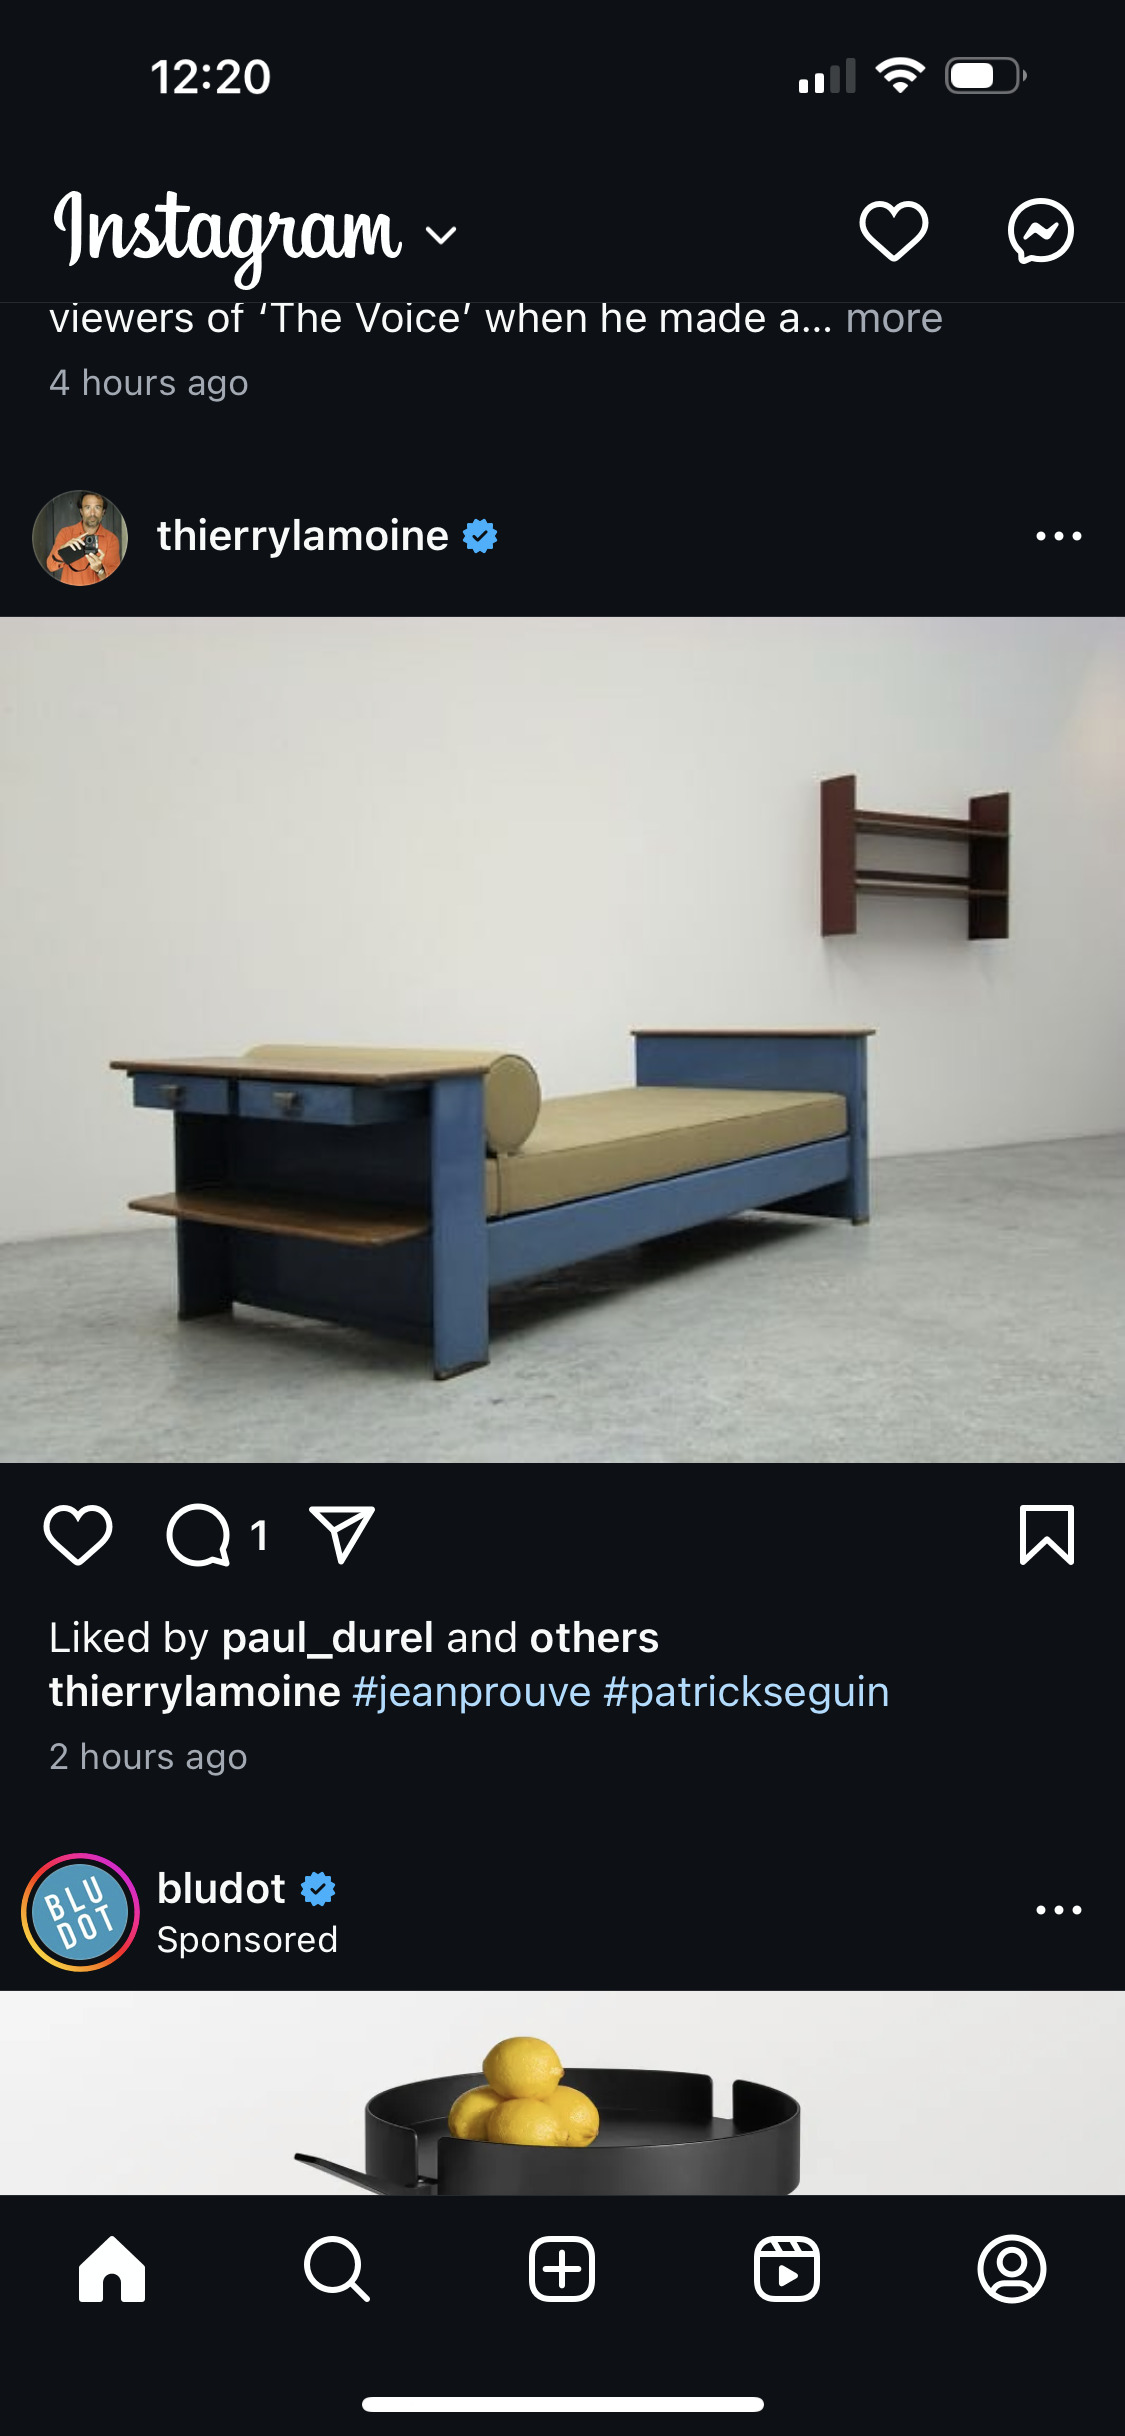 12:20
Instagram
viewers of ‘The Voice’ when he made a... more
4 hours ago
thierrylamoine
1
Liked by paul_durel and others
thierrylamoine #jeanprouve #patrickseguin
2 hours ago
BLU
DOT
bludot
Sponsored